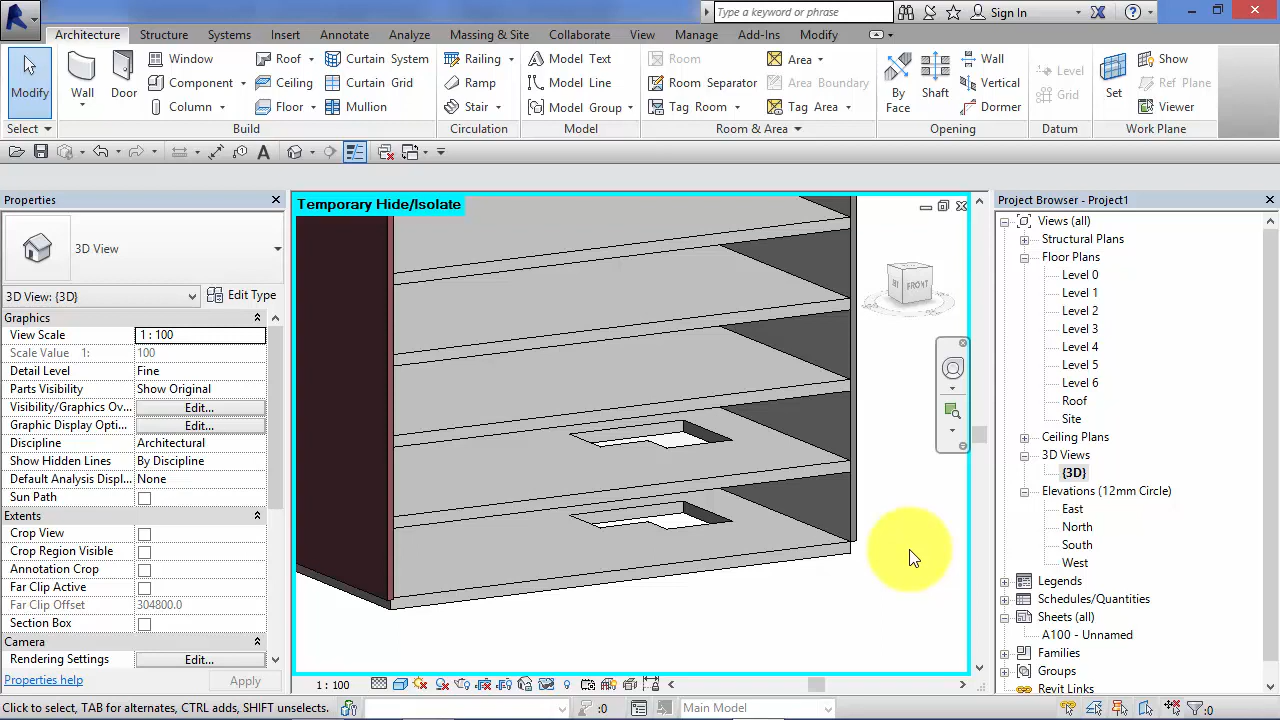 Type a keyword or phrase
Sign In
Architecture Structure Systems Insert Annotate Analyze Massing & Site Collaborate View Manage Add-Ins Modify
Modify
Wall
Door
Window
Component
Column
Roof
Ceiling
Floor
Curtain System
Curtain Grid
Mullion
Railing
Ramp
Stair
Model Text
Model Line
Model Group
Room
Room Separator
Tag Room
Area
Area Boundary
Tag Area
By
Face
Shaft
Wall
Vertical
Dormer
Level
Grid
Set
Show
Ref Plane
Viewer
Select Build Circulation Model Room & Area Opening Datum Work Plane
Properties
3D View
3D View: {3D} Edit Type
Graphics
View Scale 1 : 100
Scale Value 1: 100
Detail Level Fine
Parts Visibility Show Original
Visibility/Graphics Ov... Edit...
Graphic Display Opti... Edit...
Discipline Architectural
Show Hidden Lines By Discipline
Default Analysis Displ... None
Sun Path
Extents
Crop View
Crop Region Visible
Annotation Crop
Far Clip Active
Far Clip Offset 304800.0
Section Box
Camera
Rendering Settings Edit...
Properties help Apply
Temporary Hide/Isolate
FRONT
1 : 100
Project Browser - Project1
Views (all)
Structural Plans
Floor Plans
Level 0
Level 1
Level 2
Level 3
Level 4
Level 5
Level 6
Roof
Site
Ceiling Plans
3D Views
{3D}
Elevations (12mm Circle)
East
North
South
West
Legends
Schedules/Quantities
Sheets (all)
A100 - Unnamed
Families
Groups
Revit Links
Click to select, TAB for alternates, CTRL adds, SHIFT unselects.
:0
Main Model
:0